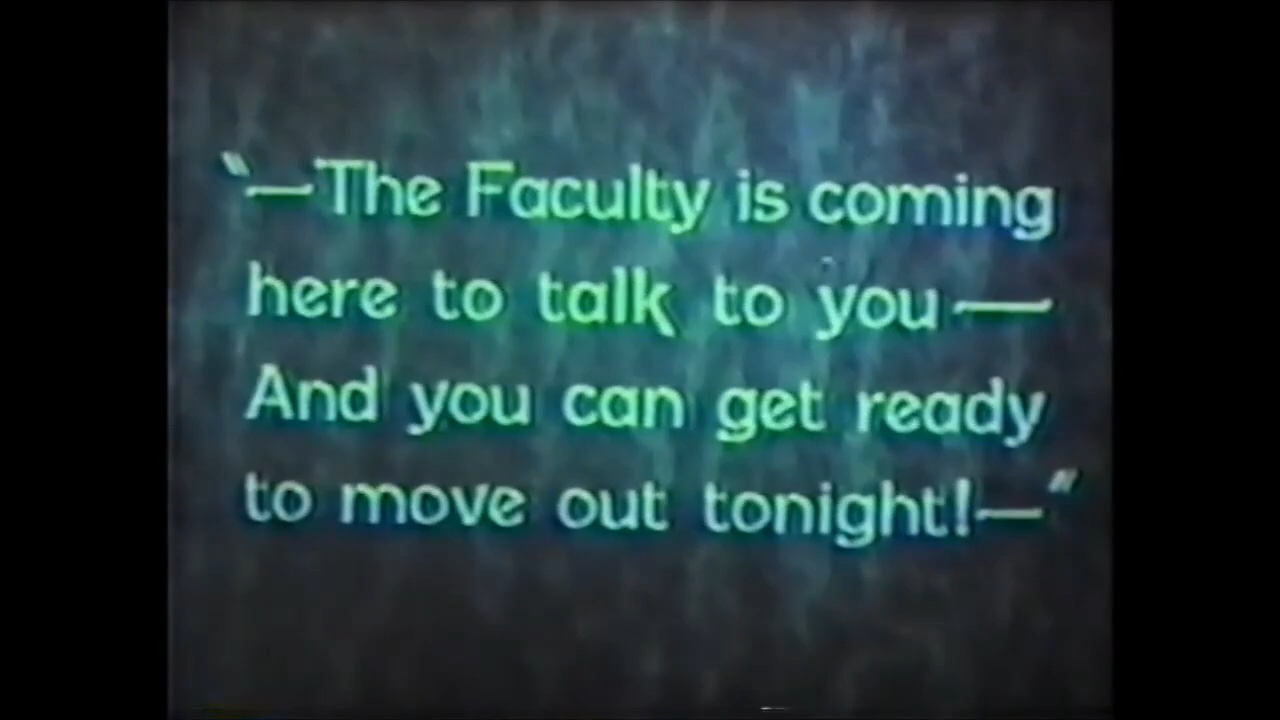 “—The Faculty is coming
here to talk to you—
And you can get ready
to move out tonight!—”